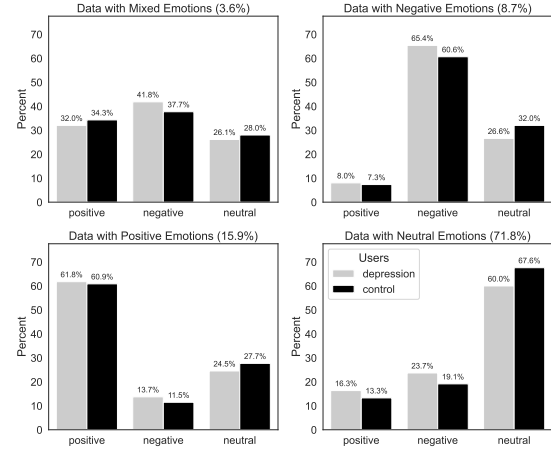 Data with Mixed Emotions (3.6%)
Percent
70
60
50
40
30
20
10
0
32.0%
34.3%
41.8%
37.7%
26.1%
28.0%
positive
negative
neutral
Data with Negative Emotions (8.7%)
Percent
70
60
50
40
30
20
10
0
8.0%
7.3%
65.4%
60.6%
26.6%
32.0%
positive
negative
neutral
Data with Positive Emotions (15.9%)
Percent
70
60
50
40
30
20
10
0
61.8%
60.9%
13.7%
11.5%
24.5%
27.7%
positive
negative
neutral
Data with Neutral Emotions (71.8%)
Percent
70
60
50
40
30
20
10
0
Users
depression
control
16.3%
13.3%
23.7%
19.1%
60.0%
67.6%
positive
negative
neutral